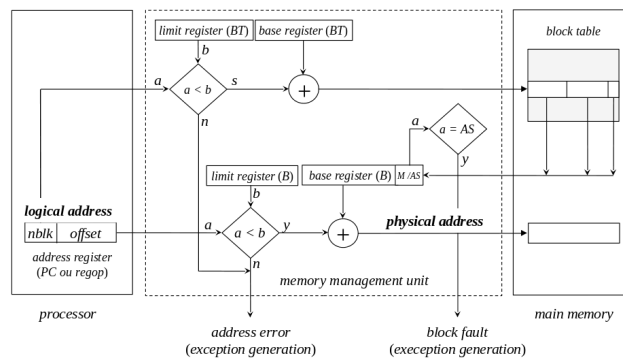 limit register (BT) base register (BT)
block table
b
a
a < b
s
+
n
a
a = AS
y
limit register (B) base register (B) M /AS
b
logical address
nblk offset
a
a < b
y
+
physical address
address register
(PC ou regop)
n
memory management unit
processor
main memory
address error
(exception generation)
block fault
(exeception generation)